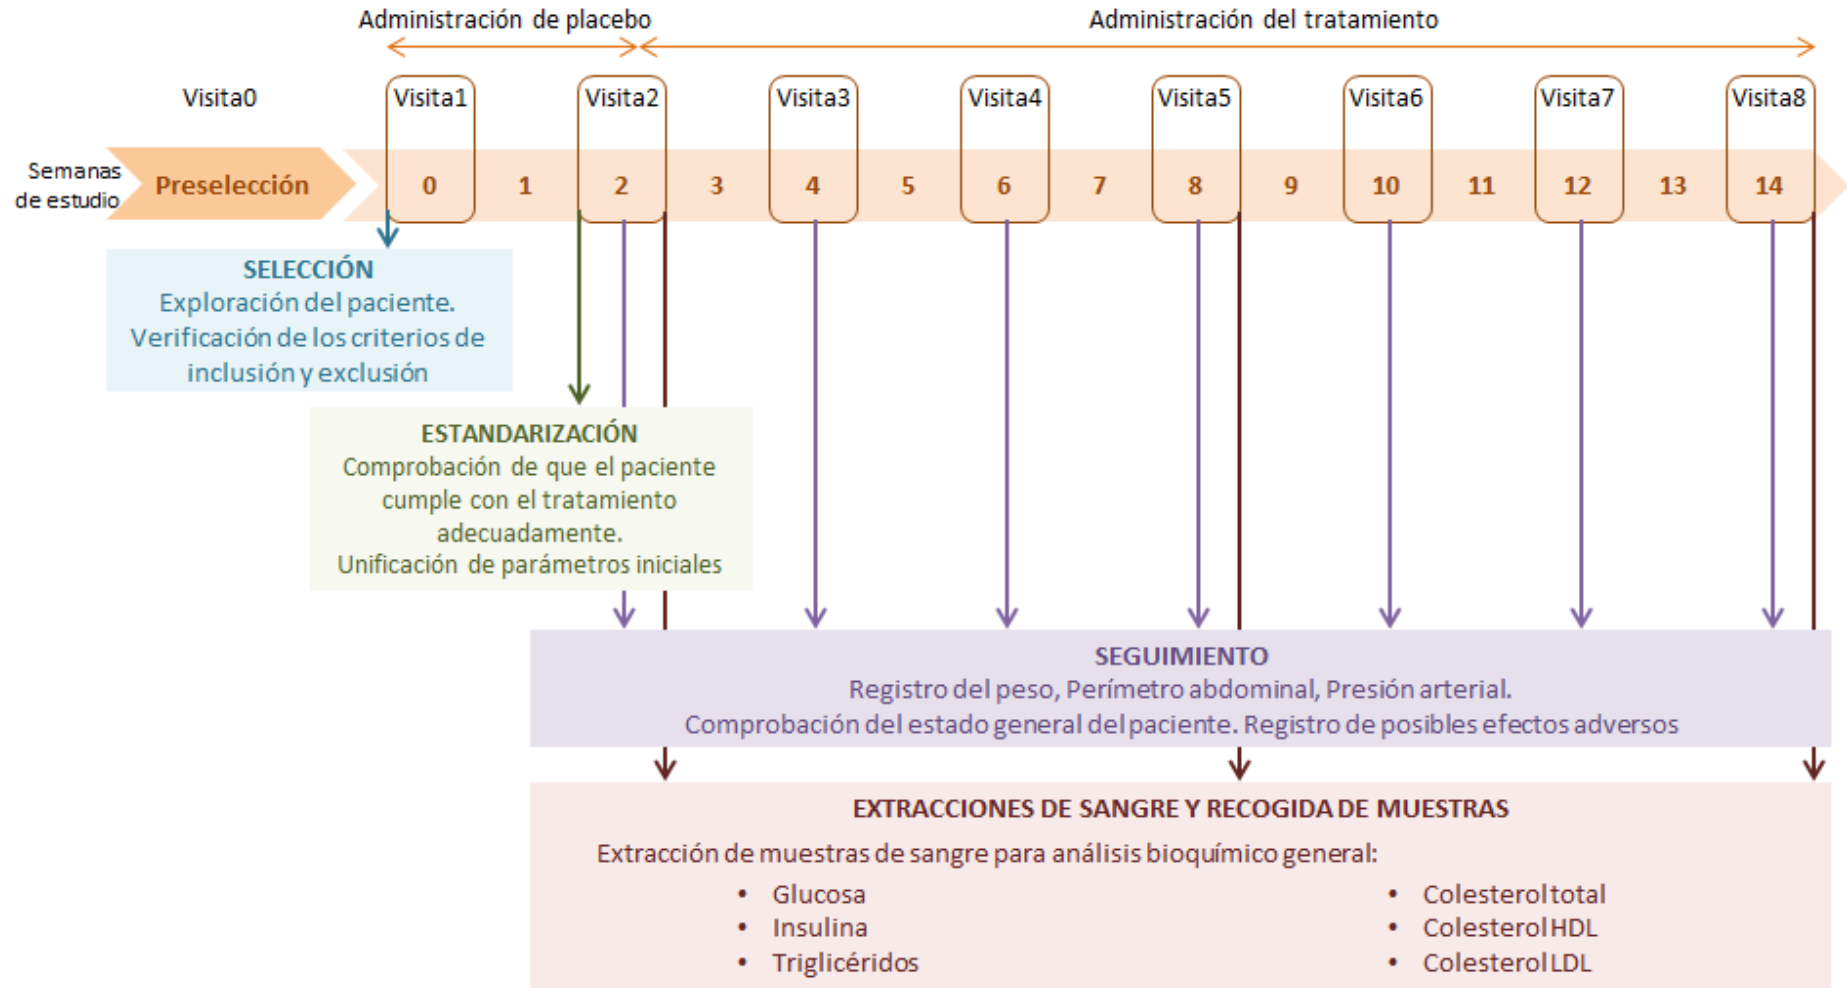 Administración de placebo
Administración del tratamiento
Visita0
Visita1
Visita2
Visita3
Visita4
Visita5
Visita6
Visita7
Visita8
Semanas
de estudio
Preselección
0
1
2
3
4
5
6
7
8
9
10
11
12
13
14
SELECCIÓN
Exploración del paciente.
Verificación de los criterios de
inclusión y exclusión
ESTANDARIZACIÓN
Comprobación de que el paciente
cumple con el tratamiento
adecuadamente.
Unificación de parámetros iniciales
SEGUIMIENTO
Registro del peso, Perímetro abdominal, Presión arterial.
Comprobación del estado general del paciente. Registro de posibles efectos adversos
EXTRACCIONES DE SANGRE Y RECOGIDA DE MUESTRAS
Extracción de muestras de sangre para análisis bioquímico general:
• Glucosa
• Insulina
• Triglicéridos
• Colesterol total
• Colesterol HDL
• Colesterol LDL